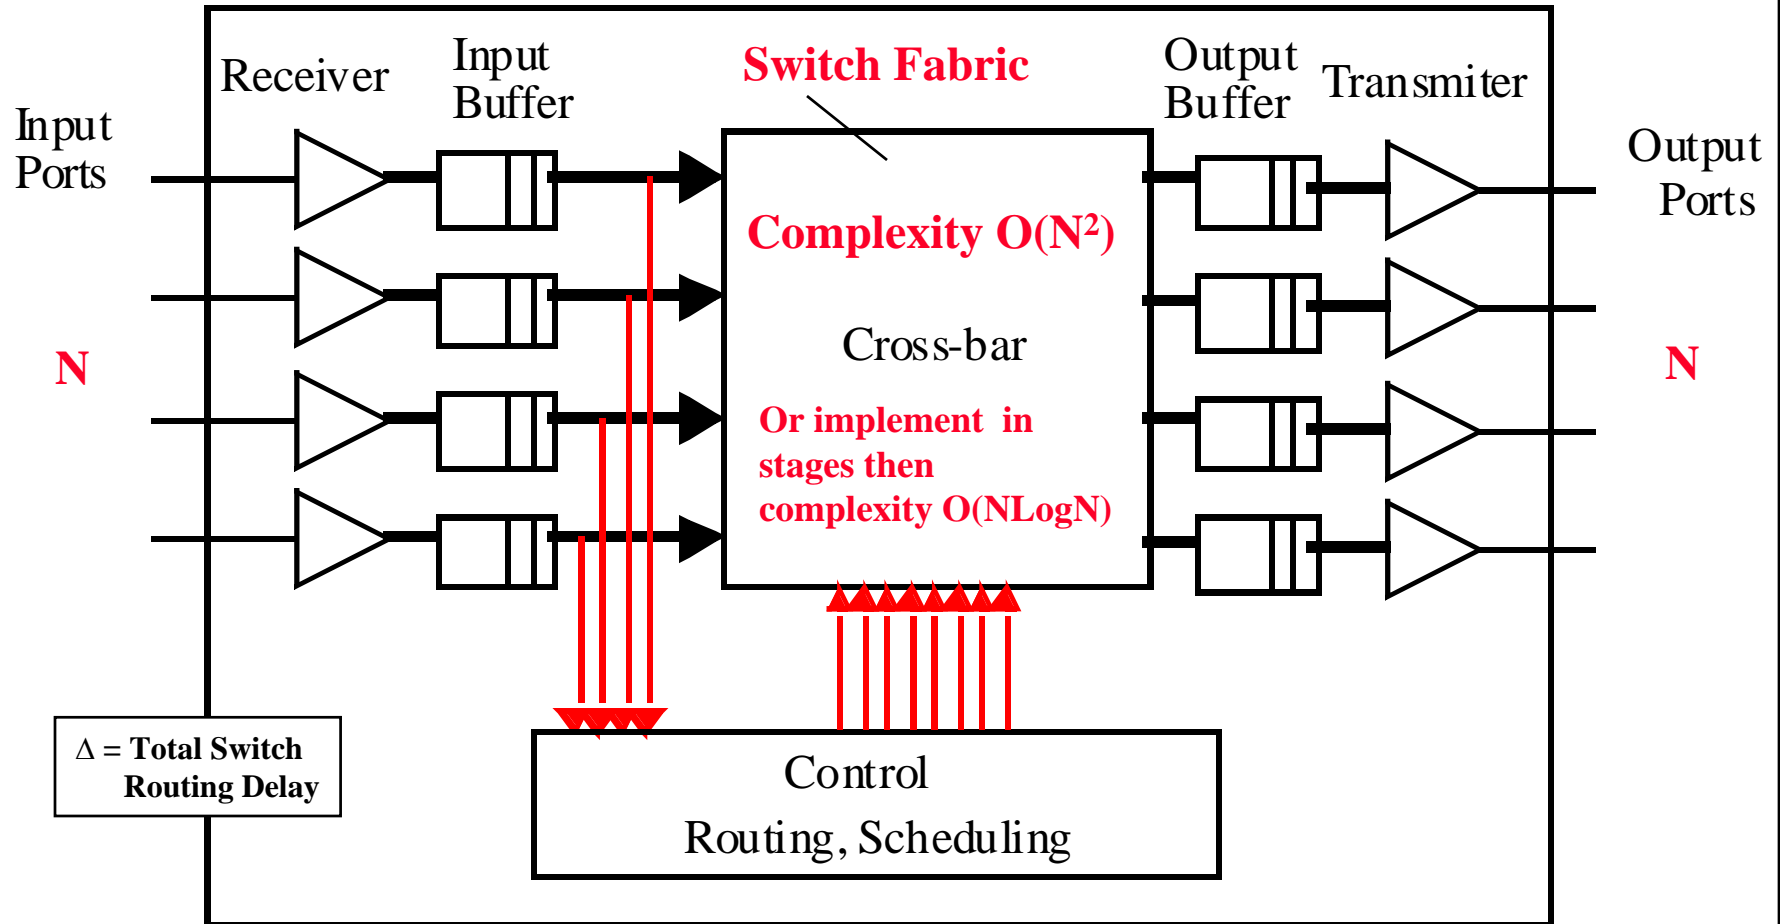 Receiver
Input
Buffer
Switch Fabric
Output
Buffer
Transmiter
Input
Ports
Output
Ports
Complexity O(N²)
Cross-bar
N
N
Or implement in
stages then
complexity O(NLogN)
Δ = Total Switch
Routing Delay
Control
Routing, Scheduling